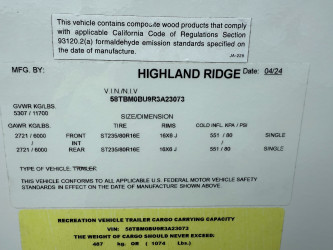 This vehicle contains composite wood products that comply
with applicable California Code of Regulations Section
93120.2(a) formaldehyde emission standards specified on
the date of manufacture.
JA-225
MFG. BY: HIGHLAND RIDGE Date: 04/24
V.I.N./N.I.V
58TBM0BU9R3A23073
GVWR KG/LBS.
5307 / 11700
SIZE/DIMENSION
GAWR KG/LBS. TIRE RIMS COLD INFL. KPA / PSI
2721 / 6000 FRONT ST235/80R16E 16X6 J 551 / 80 SINGLE
INT
2721 / 6000 REAR ST235/80R16E 16X6 J 551 / 80 SINGLE
TYPE OF VEHICLE: TRAILER
THIS VEHICLE CONFORMS TO ALL APPLICABLE U.S. FEDERAL MOTOR VEHICLE SAFETY
STANDARDS IN EFFECT ON THE DATE OF MANUFACTURE SHOWN ABOVE.
RECREATION VEHICLE TRAILER CARGO CARRYING CAPACITY
VIN: 58TBM0BU9R3A23073
THE WEIGHT OF CARGO SHOULD NEVER EXCEED:
487 kg. OR ( 1074 Lbs.)